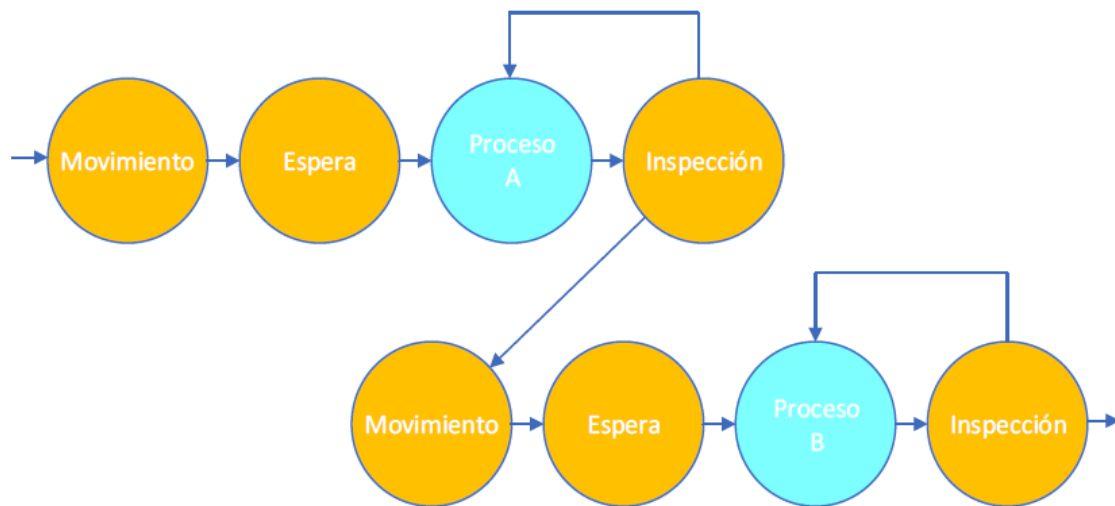 Movimiento
Espera
Proceso
A
Inspección
Movimiento
Espera
Proceso
B
Inspección